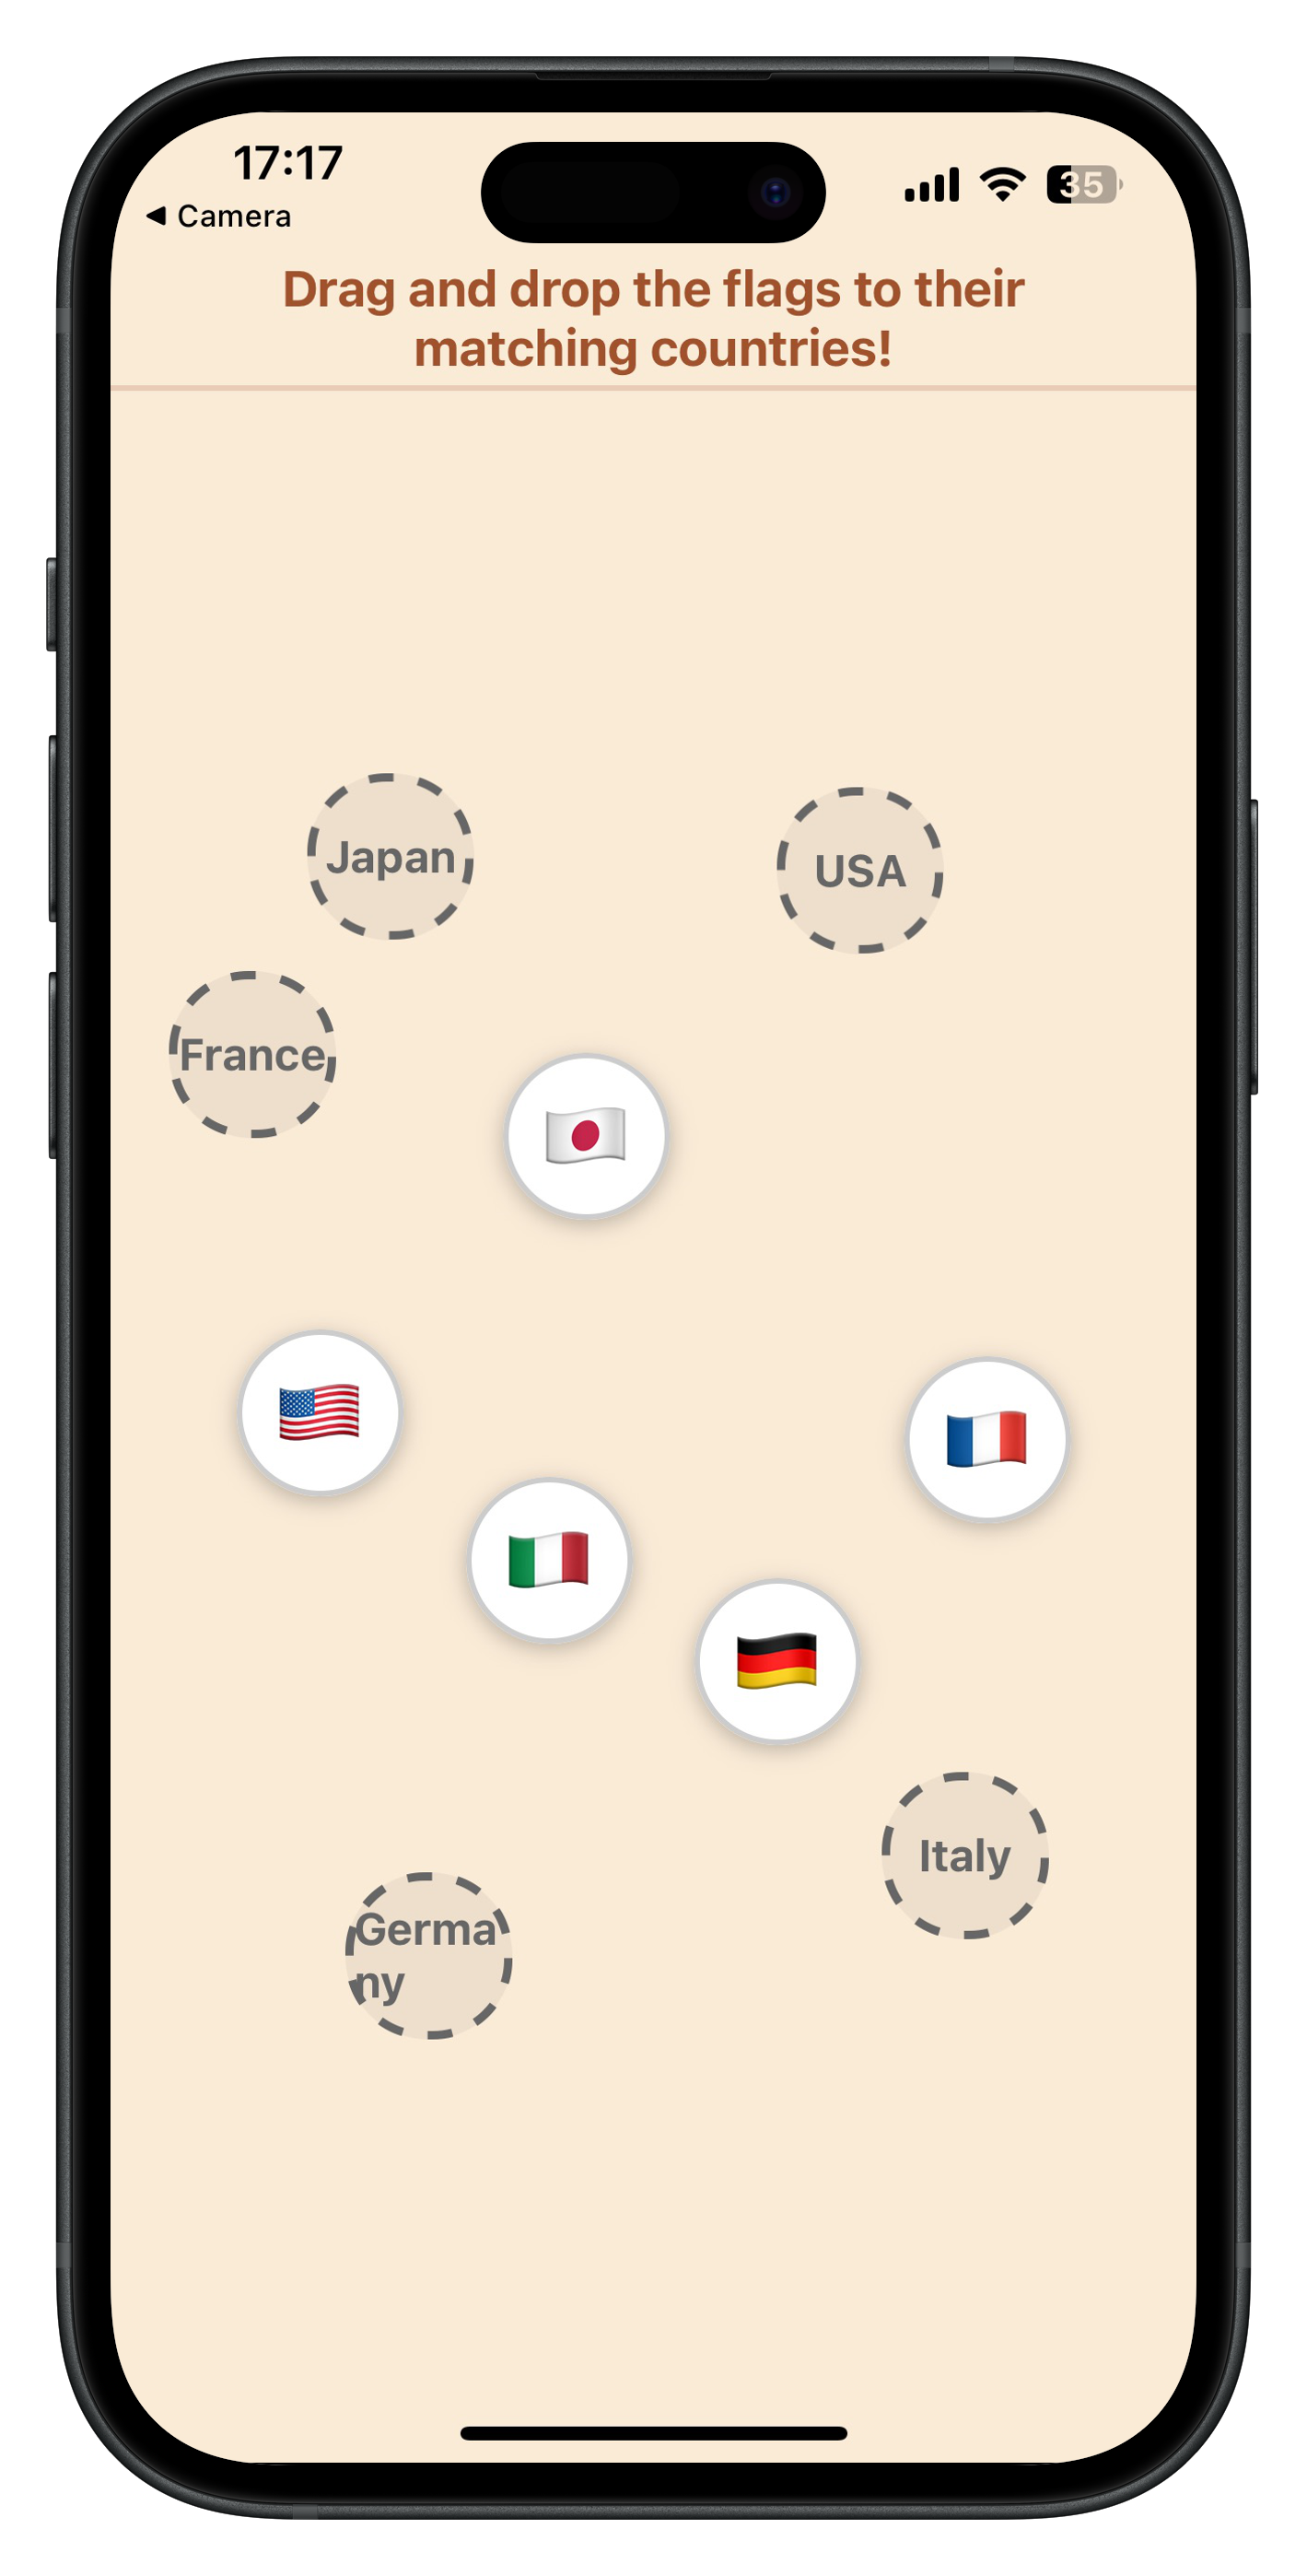 17:17
35
◀ Camera
Drag and drop the flags to their
matching countries!
Japan
USA
France
Italy
Germa
ny